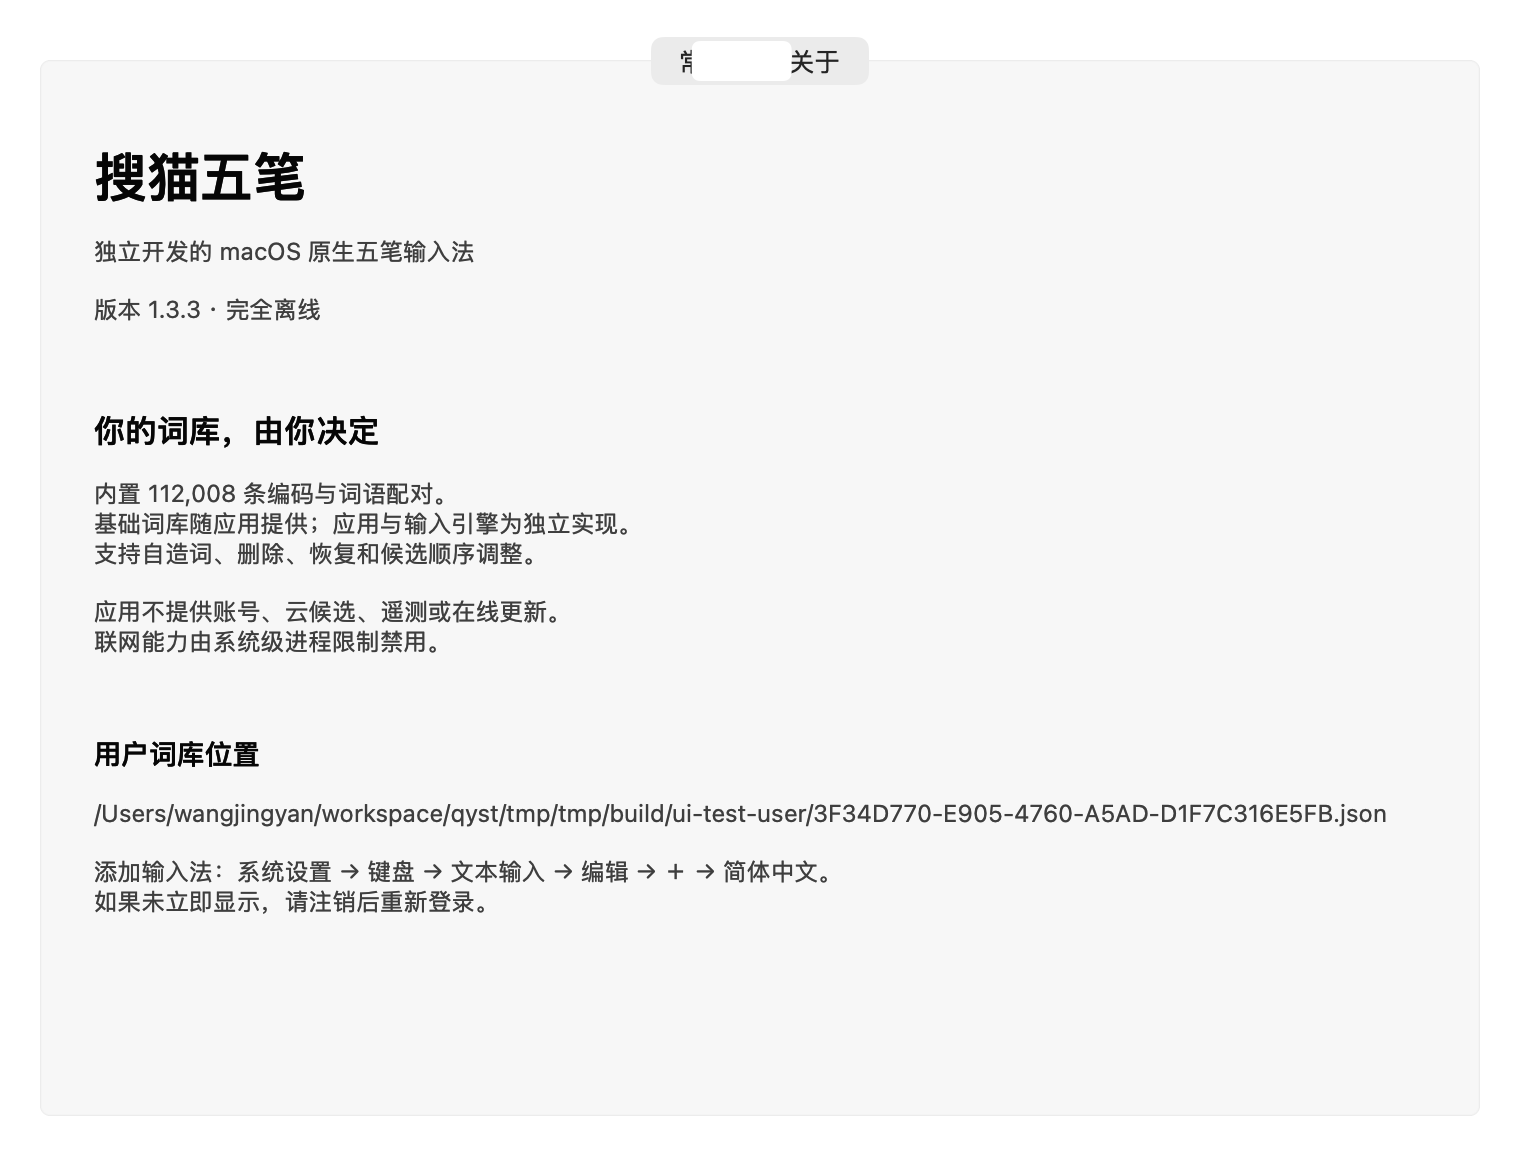 关于
搜猫五笔
独立开发的 macOS 原生五笔输入法
版本 1.3.3 · 完全离线
你的词库，由你决定
内置 112,008 条编码与词语配对。
基础词库随应用提供；应用与输入引擎为独立实现。
支持自造词、删除、恢复和候选顺序调整。
应用不提供账号、云候选、遥测或在线更新。
联网能力由系统级进程限制禁用。
用户词库位置
/Users/wangjingyan/workspace/qyst/tmp/tmp/build/ui-test-user/3F34D770-E905-4760-A5AD-D1F7C316E5FB.json
添加输入法：系统设置 → 键盘 → 文本输入 → 编辑 → ＋ → 简体中文。
如果未立即显示，请注销后重新登录。